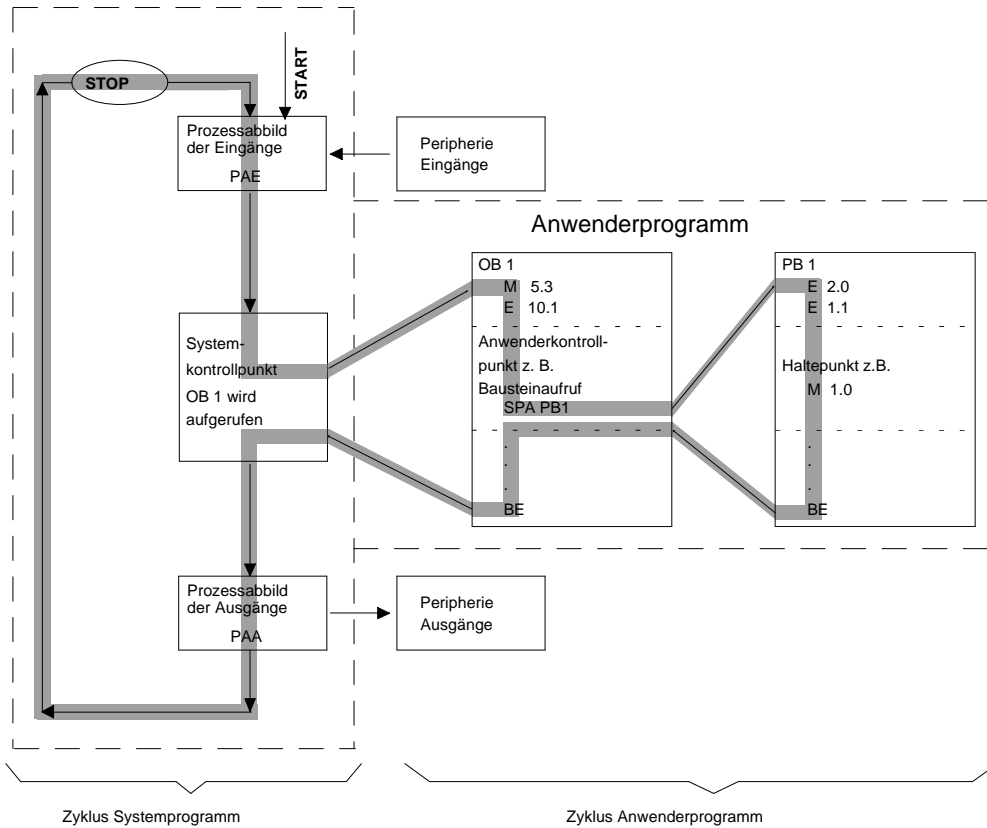 STOP
START
Prozessabbild
der Eingänge
PAE
Peripherie
Eingänge
Anwenderprogramm
System-
kontrollpunkt
OB 1 wird
aufgerufen
OB 1
M 5.3
E 10.1
Anwenderkontroll-
punkt z. B.
Bausteinaufruf
SPA PB1
.
.
.
BE
PB 1
E 2.0
E 1.1
Haltepunkt z.B.
M 1.0
.
.
.
BE
Prozessabbild
der Ausgänge
PAA
Peripherie
Ausgänge
Zyklus Systemprogramm
Zyklus Anwenderprogramm